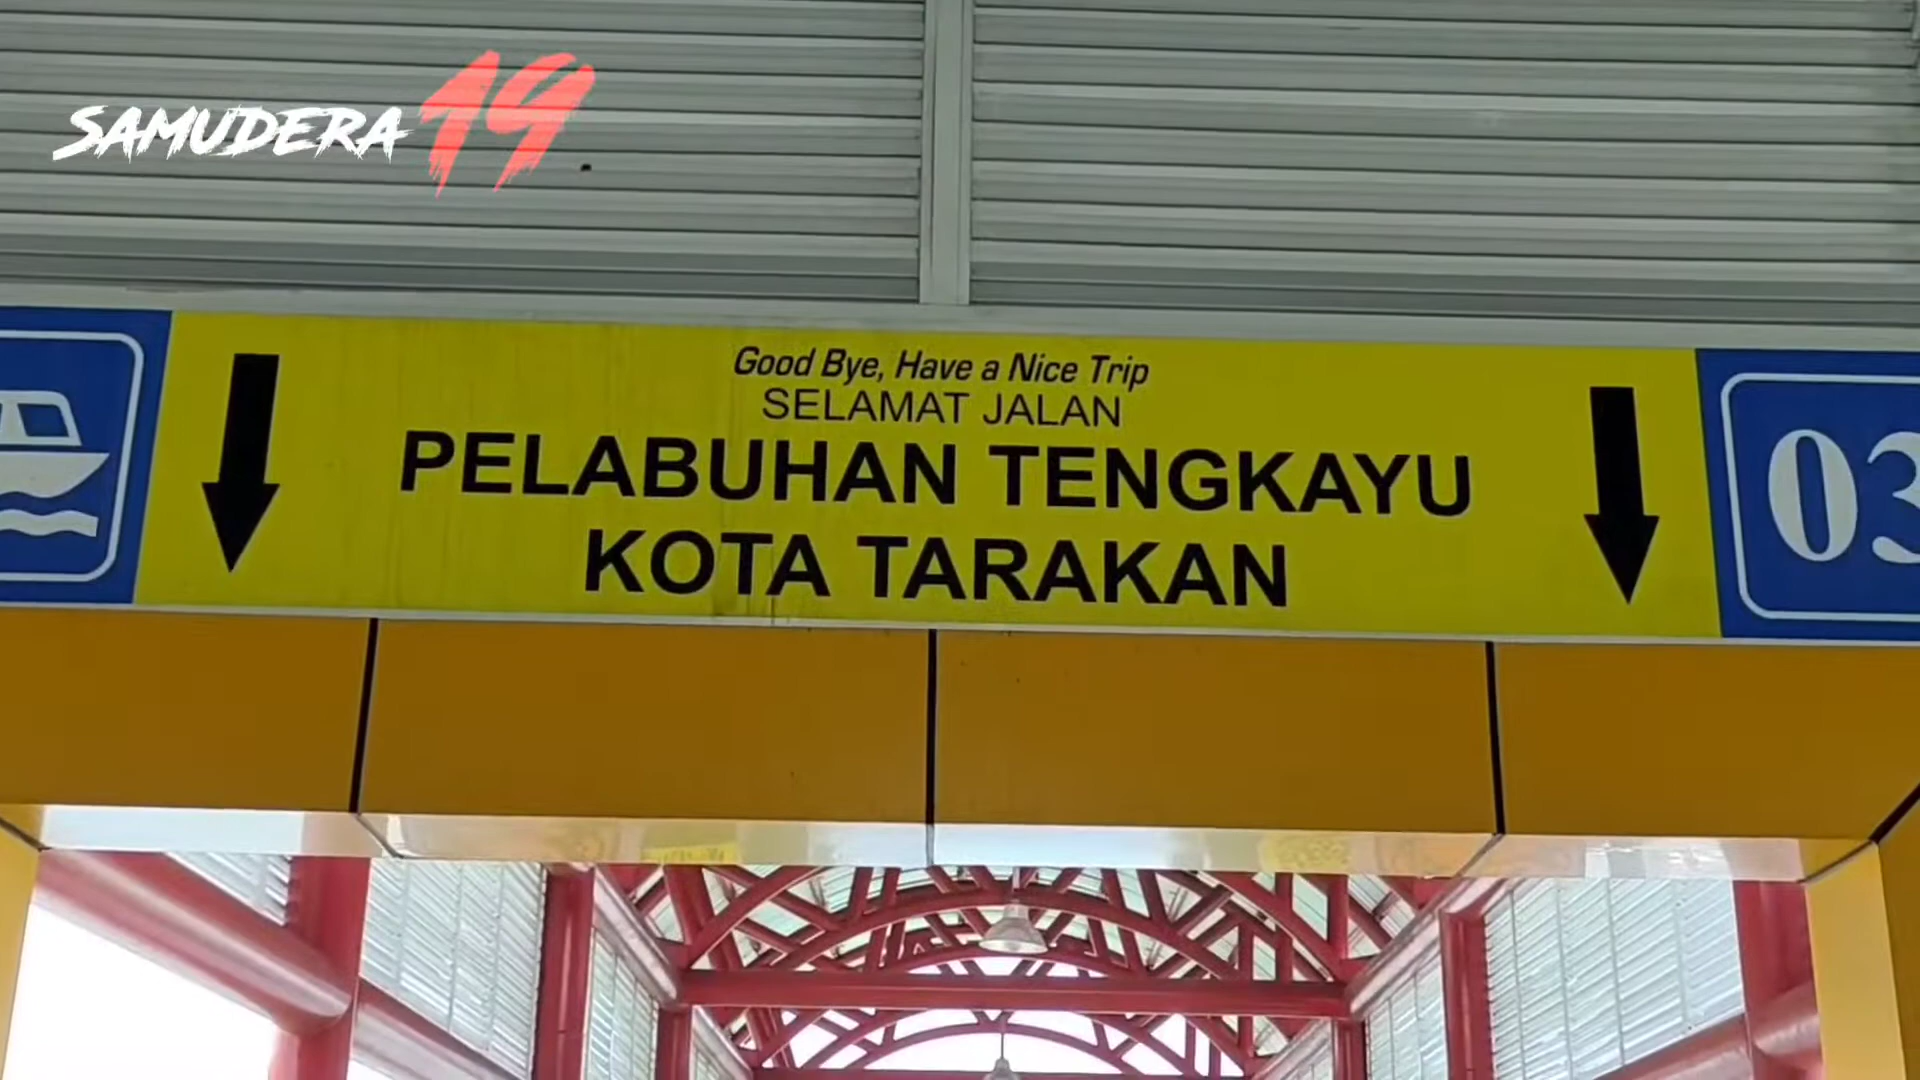 SAMUDERA 19
Good Bye, Have a Nice Trip
SELAMAT JALAN
PELABUHAN TENGKAYU
KOTA TARAKAN
03